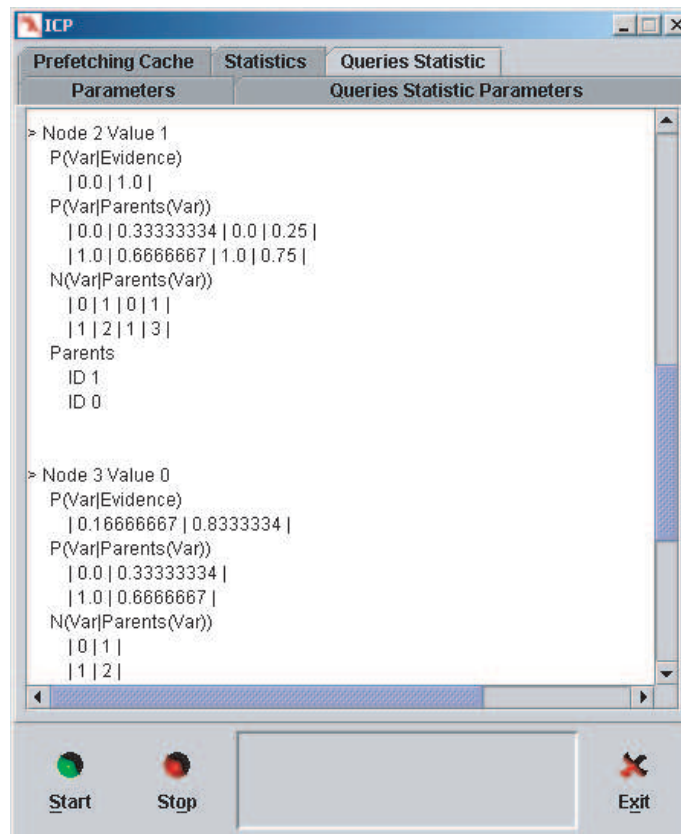 ICP
Prefetching Cache Statistics Queries Statistic
Parameters Queries Statistic Parameters
> Node 2 Value 1
P(Var|Evidence)
| 0.0 | 1.0 |
P(Var|Parents(Var))
| 0.0 | 0.33333334 | 0.0 | 0.25 |
| 1.0 | 0.6666667 | 1.0 | 0.75 |
N(Var|Parents(Var))
| 0 | 1 | 0 | 1 |
| 1 | 2 | 1 | 3 |
Parents
ID 1
ID 0
> Node 3 Value 0
P(Var|Evidence)
| 0.16666667 | 0.8333334 |
P(Var|Parents(Var))
| 0.0 | 0.33333334 |
| 1.0 | 0.6666667 |
N(Var|Parents(Var))
| 0 | 1 |
| 1 | 2 |
Start Stop Exit